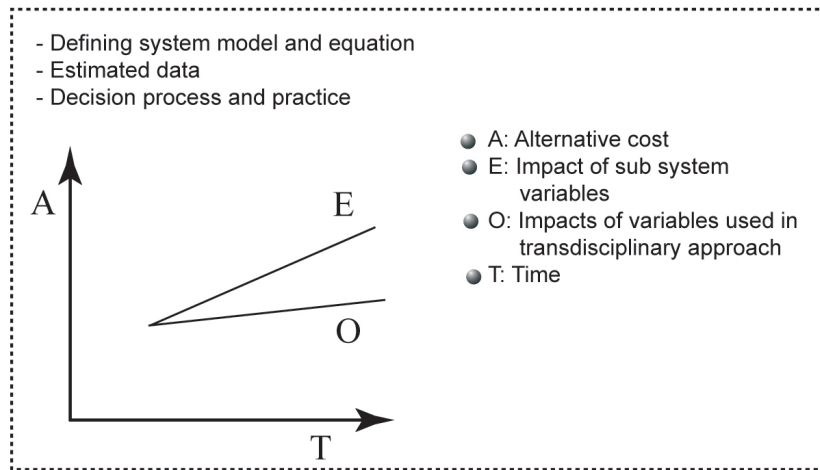 - Defining system model and equation
- Estimated data
- Decision process and practice
A
E
O
T
A: Alternative cost
E: Impact of sub system
variables
O: Impacts of variables used in
transdisciplinary approach
T: Time